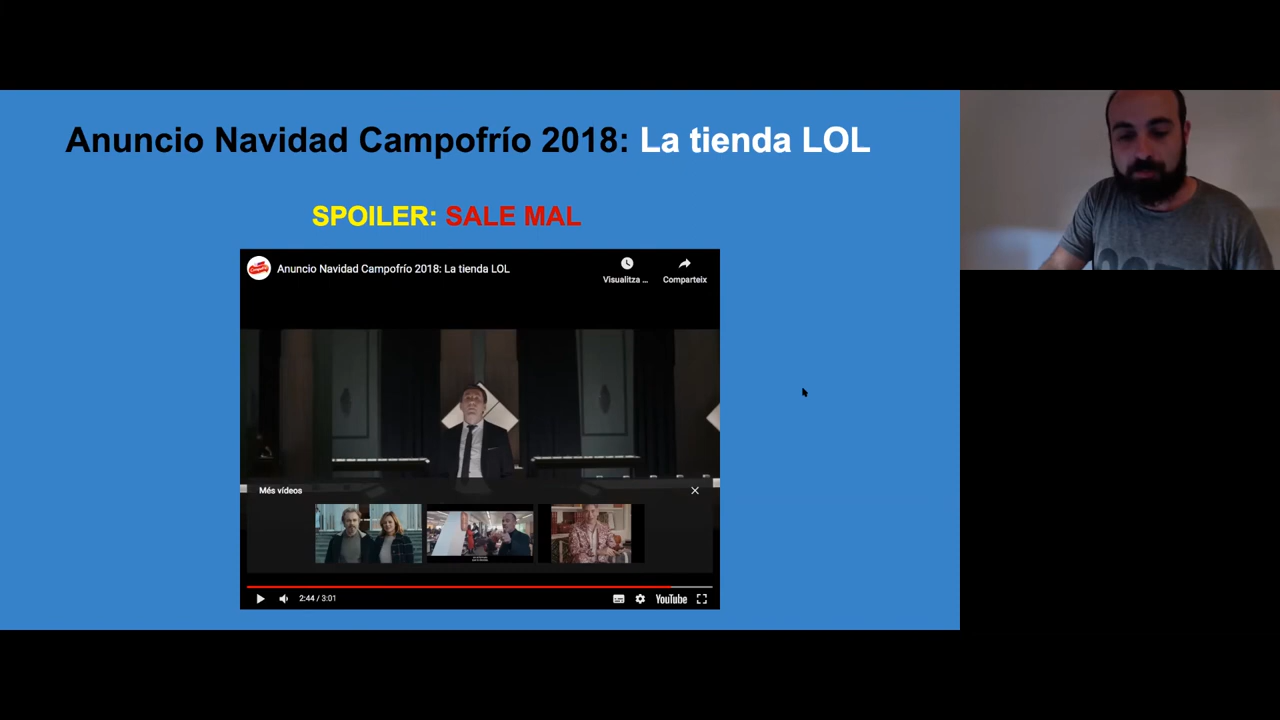 Anuncio Navidad Campofrío 2018: La tienda LOL
SPOILER: SALE MAL
Anuncio Navidad Campofrío 2018: La tienda LOL
Visualitza ...
Comparteix
Més vídeos
2:44 / 3:01
YouTube